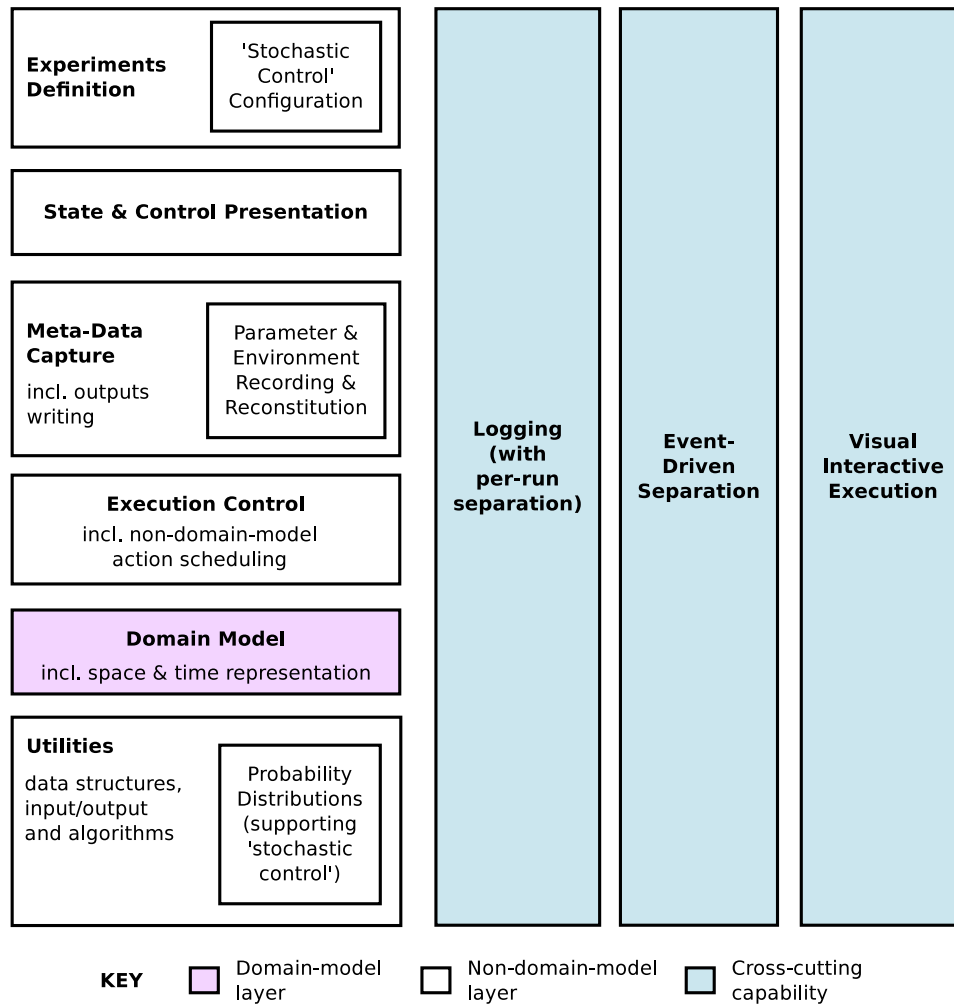 Experiments
Definition
'Stochastic
Control'
Configuration
State & Control Presentation
Meta-Data
Capture
incl. outputs
writing
Parameter &
Environment
Recording &
Reconstitution
Execution Control
incl. non-domain-model
action scheduling
Domain Model
incl. space & time representation
Utilities
data structures,
input/output
and algorithms
Probability
Distributions
(supporting
'stochastic
control')
Logging
(with
per-run
separation)
Event-
Driven
Separation
Visual
Interactive
Execution
KEY
Domain-model
layer
Non-domain-model
layer
Cross-cutting
capability